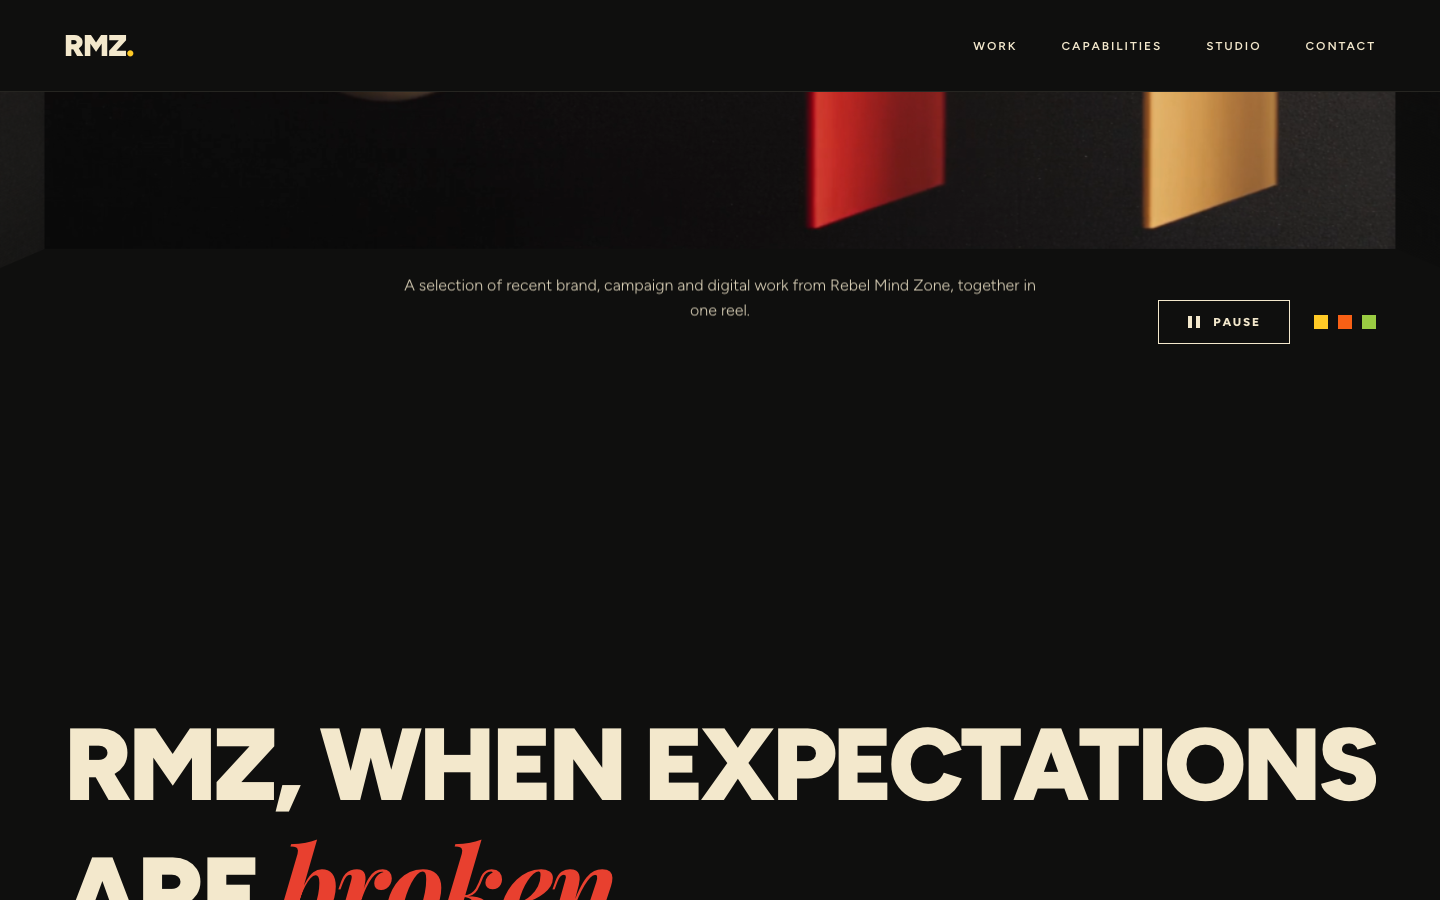 RMZ.
WORK
CAPABILITIES
STUDIO
CONTACT
A selection of recent brand, campaign and digital work from Rebel Mind Zone, together in
one reel.
PAUSE
RMZ, WHEN EXPECTATIONS
ARE broken